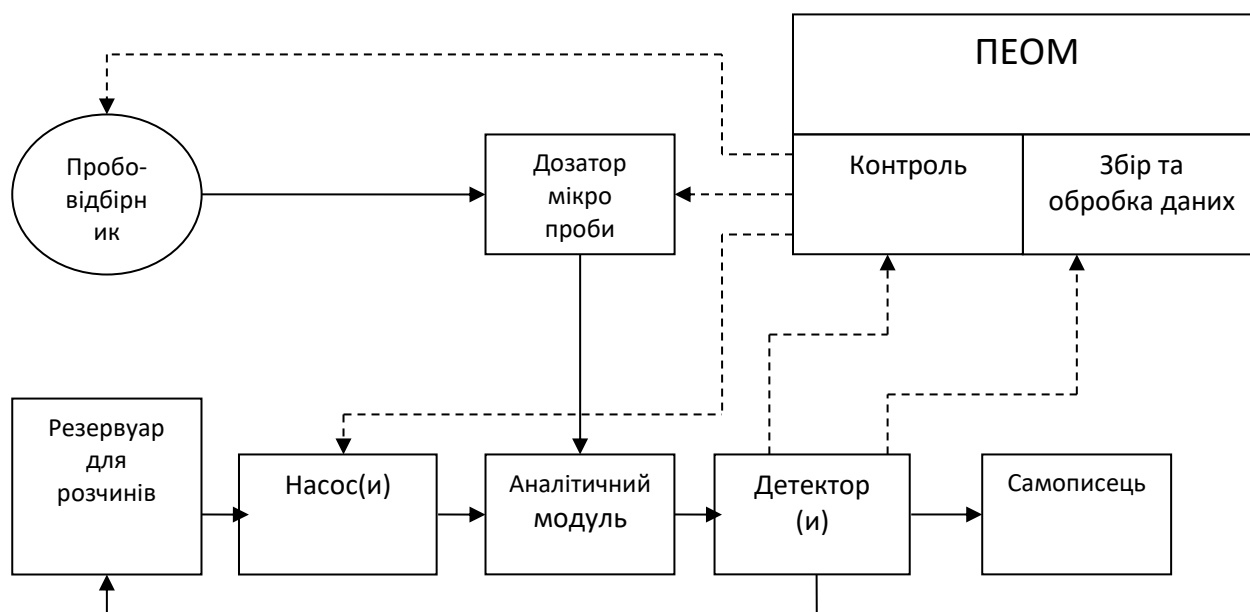 ПЕОМ
Пробо-
відбірн
ик
Дозатор
мікро
проби
Контроль
Збір та
обробка даних
Резервуар
для
розчинів
Насос(и)
Аналітичний
модуль
Детектор
(и)
Самописець